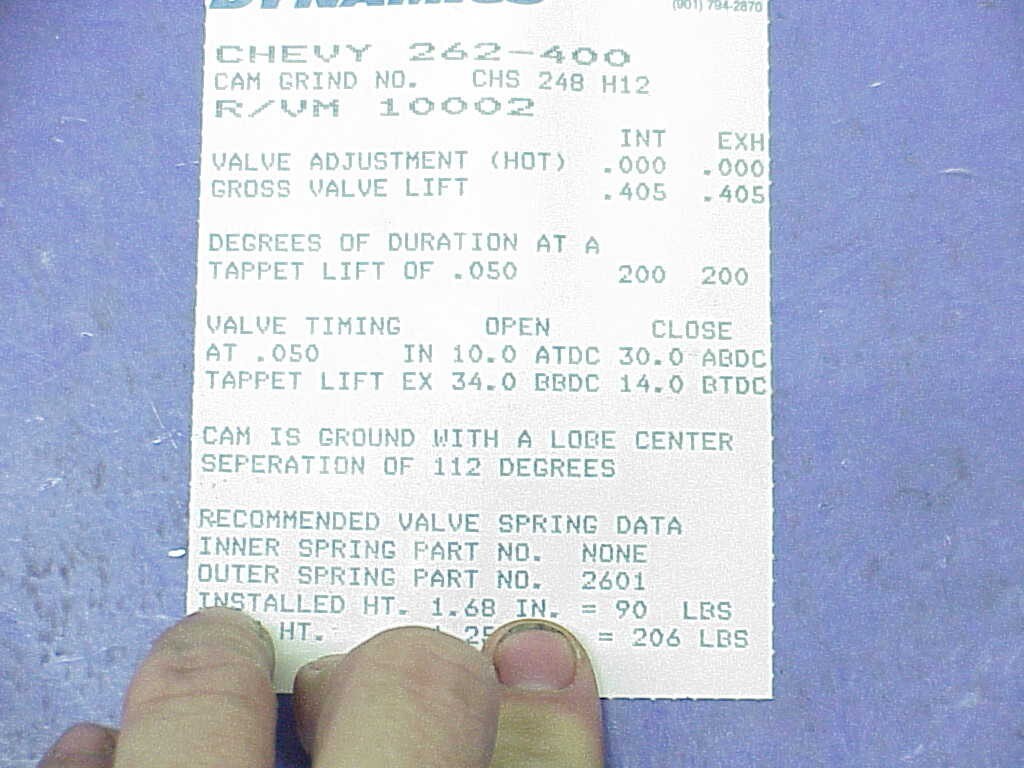 DYNAMICS (901) 794-2870
CHEVY 262-400
CAM GRIND NO. CHS 248 H12
R/VM 10002
INT EXH
VALVE ADJUSTMENT (HOT) .000 .000
GROSS VALVE LIFT .405 .405
DEGREES OF DURATION AT A
TAPPET LIFT OF .050 200 200
VALVE TIMING OPEN CLOSE
AT .050 IN 10.0 ATDC 30.0 ABDC
TAPPET LIFT EX 34.0 BBDC 14.0 BTDC
CAM IS GROUND WITH A LOBE CENTER
SEPERATION OF 112 DEGREES
RECOMMENDED VALVE SPRING DATA
INNER SPRING PART NO. NONE
OUTER SPRING PART NO. 2601
INSTALLED HT. 1.68 IN. = 90 LBS
HT. = 206 LBS